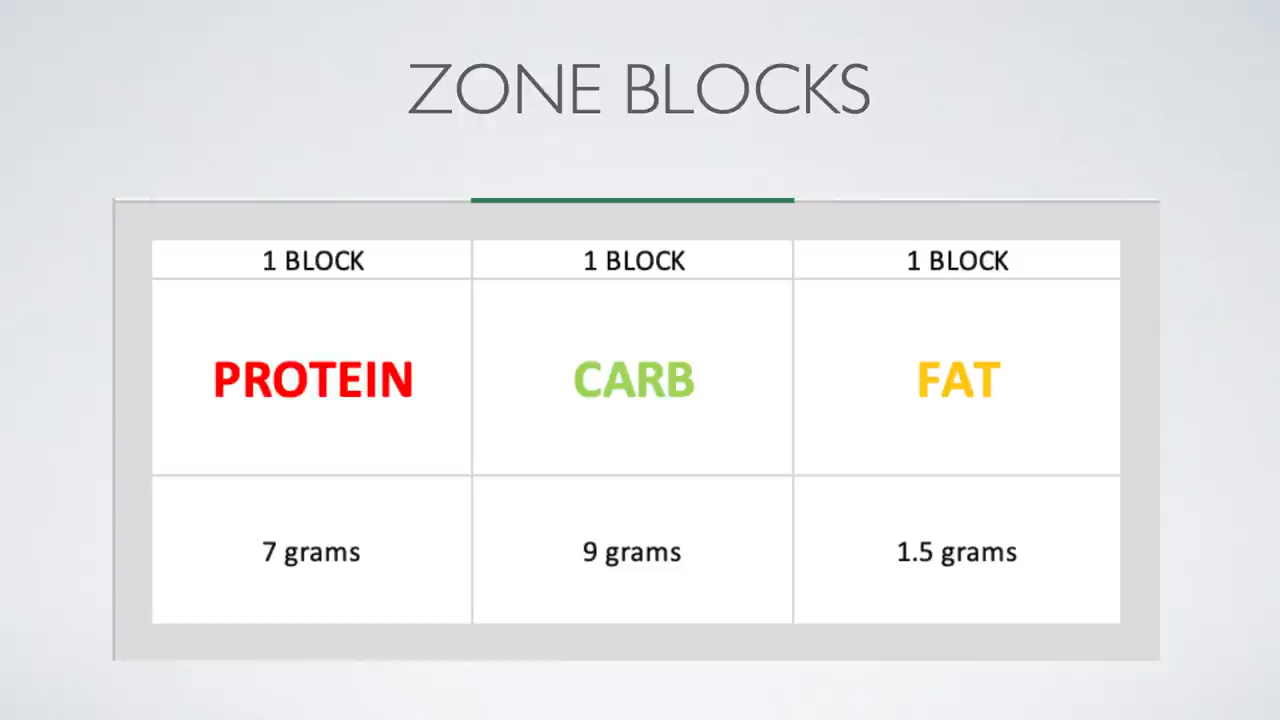 ZONE BLOCKS
1 BLOCK 1 BLOCK 1 BLOCK
PROTEIN CARB FAT
7 grams 9 grams 1.5 grams